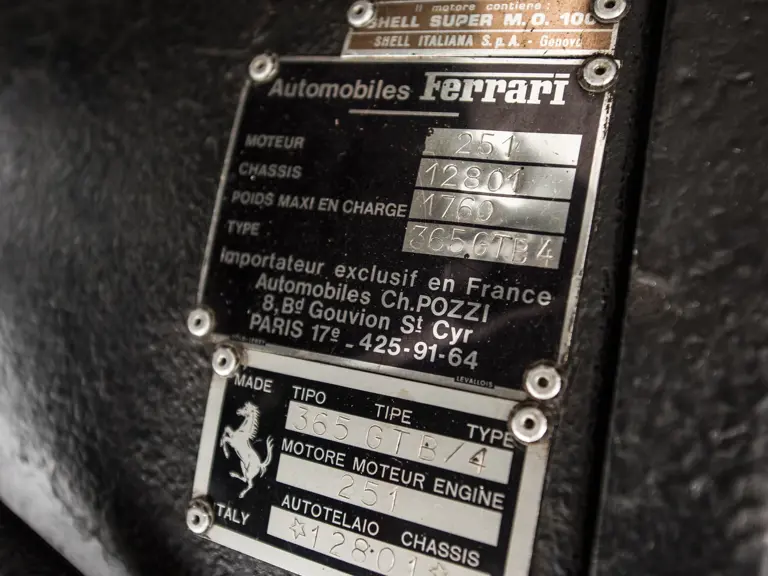 Il motore contiene:
SHELL SUPER M.O. 100
SHELL ITALIANA S.p.A. - Genova
Automobiles Ferrari
MOTEUR 251
CHASSIS 12801
POIDS MAXI EN CHARGE 1760
TYPE 365GTB4
Importateur exclusif en France
Automobiles Ch.POZZI
8,Bd Gouvion St Cyr
PARIS 17e - 425-91-64
LEVALLOIS
MADE TIPO TIPE TYPE
365 GTB/4
MOTORE MOTEUR ENGINE
251
ITALY AUTOTELAIO CHASSIS
☆12801☆